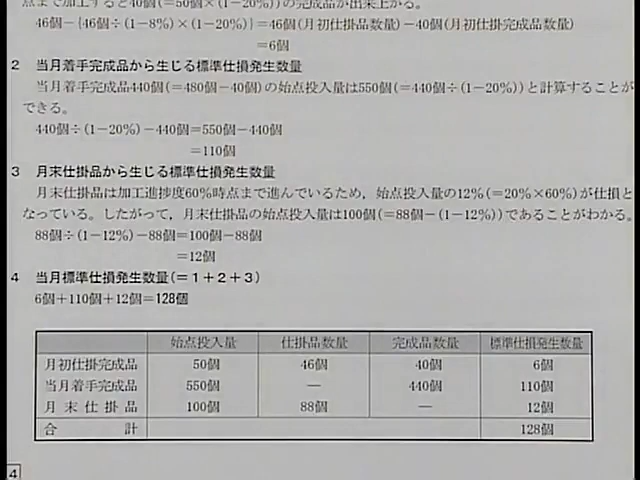 点まで加工すると40個(=50個×(1-20%))の完成品が出来上がる。
46個-{46個÷(1-8%)×(1-20%)}=46個(月初仕掛品数量)-40個(月初仕掛品数量)
=6個
2 当月着手完成品から生じる標準仕損発生数量
当月着手完成品440個(=480個-40個)の始点投入量は550個(=440個÷(1-20%))と計算することが
できる。
440個÷(1-20%)-440個=550個-440個
=110個
3 月末仕掛品から生じる標準仕損発生数量
月末仕掛品は加工進捗度60%時点まで進んでいるため,始点投入量の12%(=20%×60%)が仕損と
なっている。したがって,月末仕掛品の始点投入量は100個(=88個-(1-12%))であることがわかる。
88個÷(1-12%)-88個=100個-88個
=12個
4 当月標準仕損発生数量(=1+2+3)
6個+110個+12個=128個
始点投入量 仕掛品数量 完成品数量 標準仕損発生数量
月初仕掛完成品 50個 46個 40個 6個
当月着手完成品 550個 — 440個 110個
月末仕掛品 100個 88個 — 12個
合計 128個
4